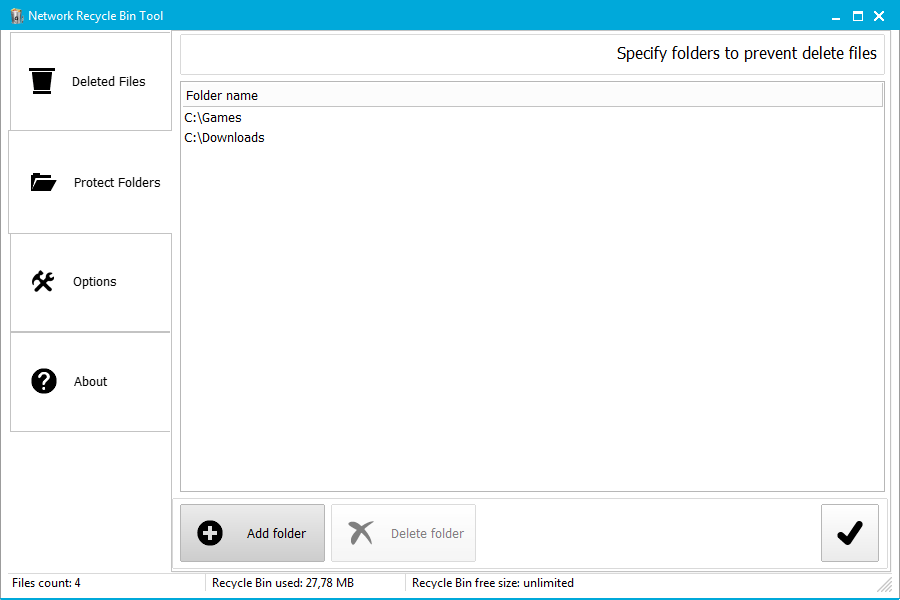 Network Recycle Bin Tool
Deleted Files
Protect Folders
Options
About
Specify folders to prevent delete files
Folder name
C:\Games
C:\Downloads
Add folder
Delete folder
Files count: 4
Recycle Bin used: 27,78 MB
Recycle Bin free size: unlimited